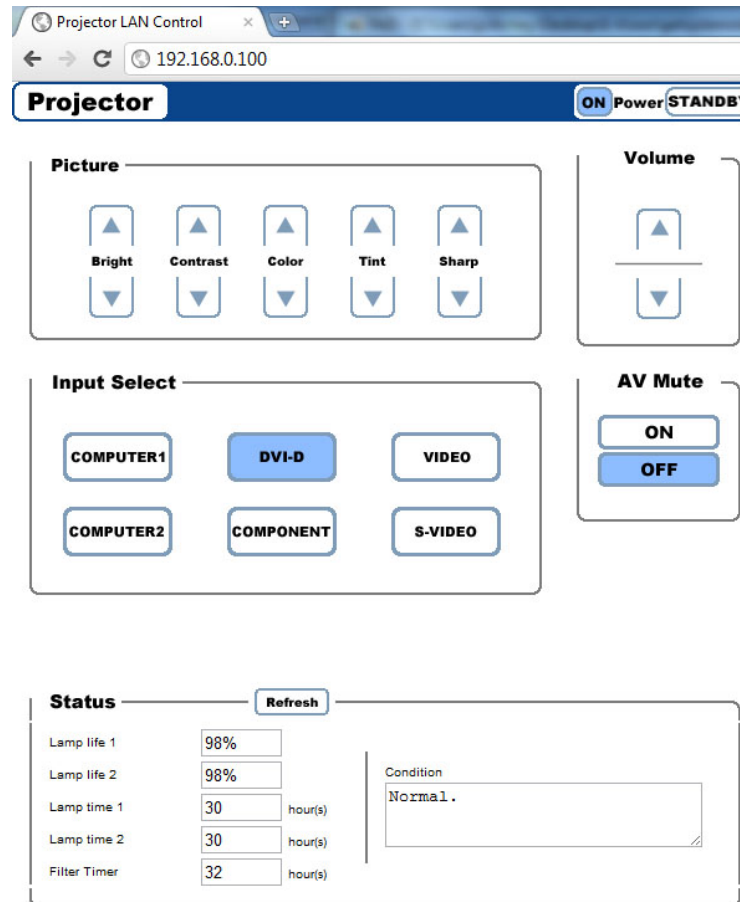 Projector LAN Control
192.168.0.100
Projector
ON Power STANDBY
Picture
Volume
Bright Contrast Color Tint Sharp
Input Select
AV Mute
COMPUTER1 DVI-D VIDEO
ON
OFF
COMPUTER2 COMPONENT S-VIDEO
Status Refresh
Lamp life 1 98%
Lamp life 2 98%
Condition
Normal.
Lamp time 1 30 hour(s)
Lamp time 2 30 hour(s)
Filter Timer 32 hour(s)